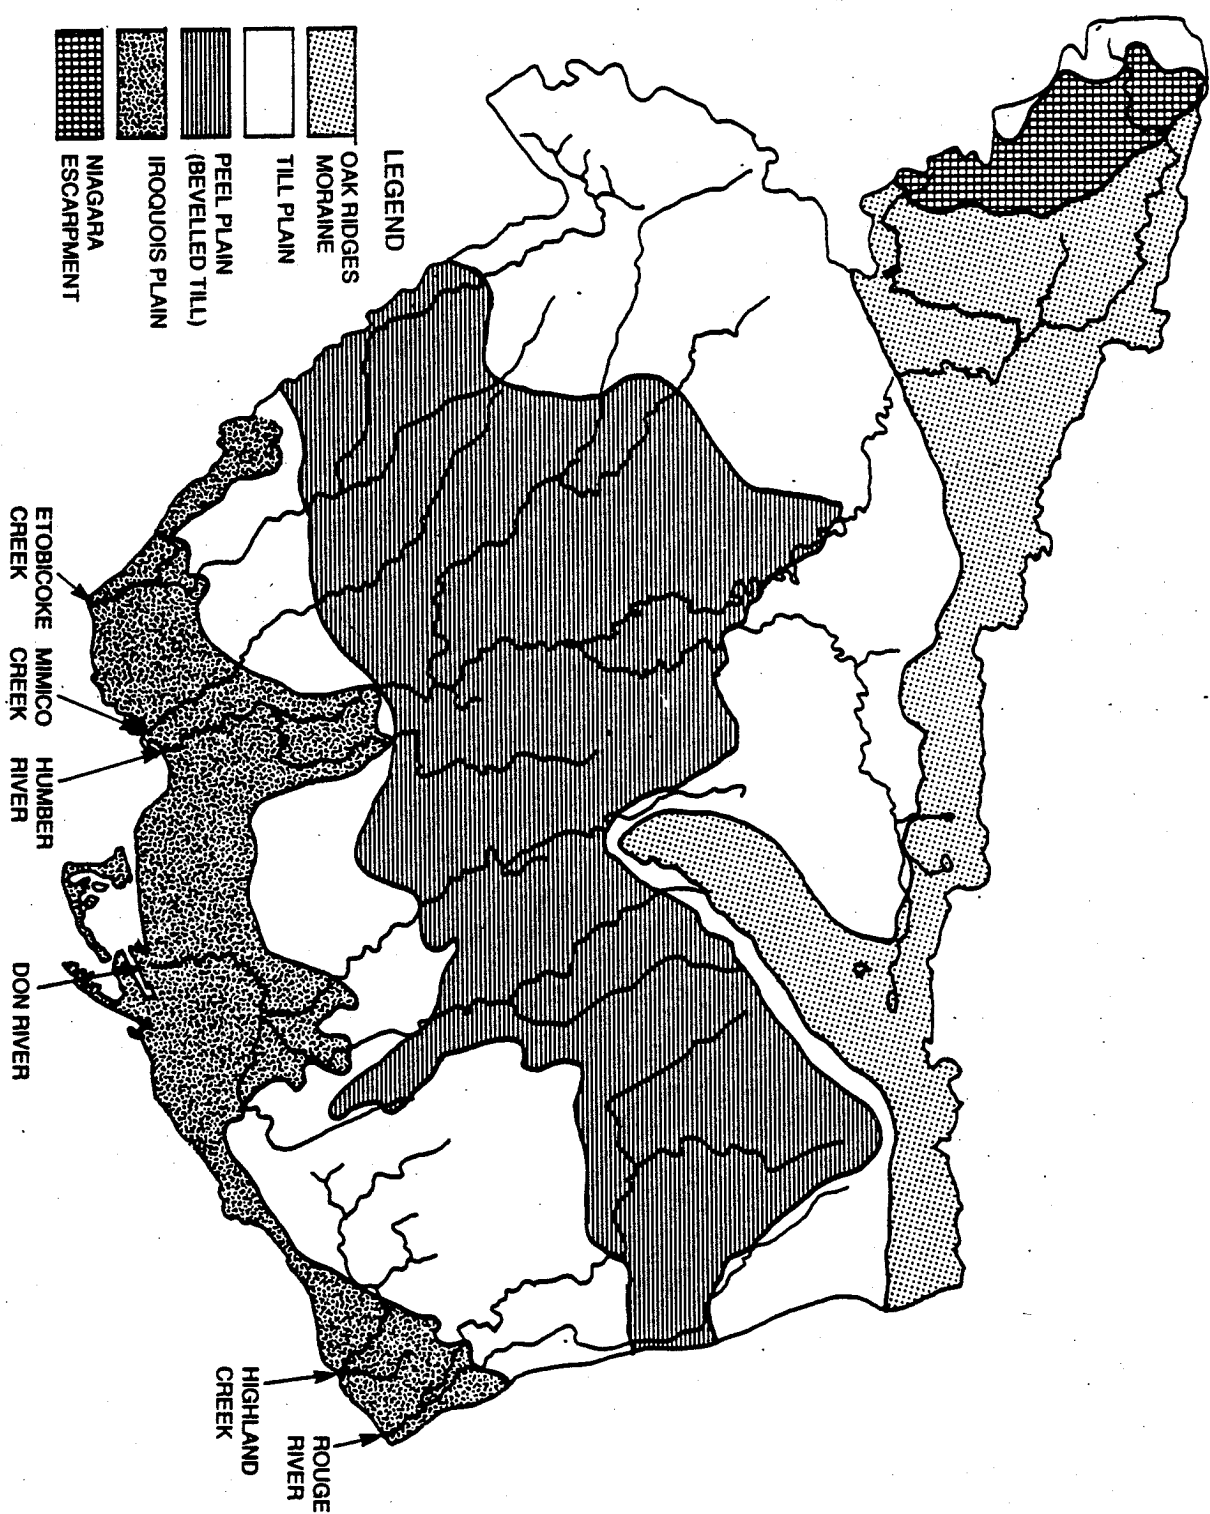 LEGEND
OAK RIDGES
MORAINE
TILL PLAIN
PEEL PLAIN
(BEVELLED TILL)
IROQUOIS PLAIN
NIAGARA
ESCARPMENT
ETOBICOKE
CREEK
MIMICO
CREEK
HUMBER
RIVER
DON RIVER
HIGHLAND
CREEK
ROUGE
RIVER